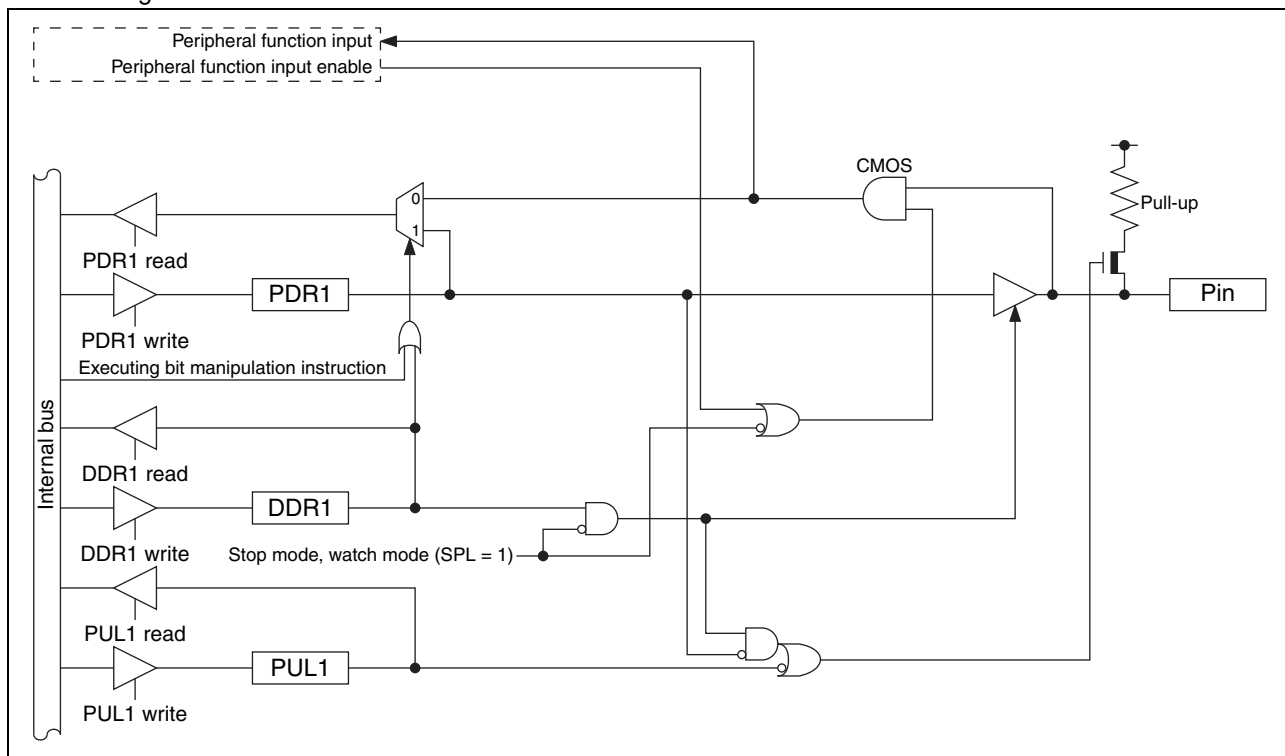 Peripheral function input
Peripheral function input enable
CMOS
0
Pull-up
1
PDR1 read
PDR1
Pin
PDR1 write
Executing bit manipulation instruction
Internal bus
DDR1 read
DDR1
DDR1 write
Stop mode, watch mode (SPL = 1)
PUL1 read
PUL1
PUL1 write